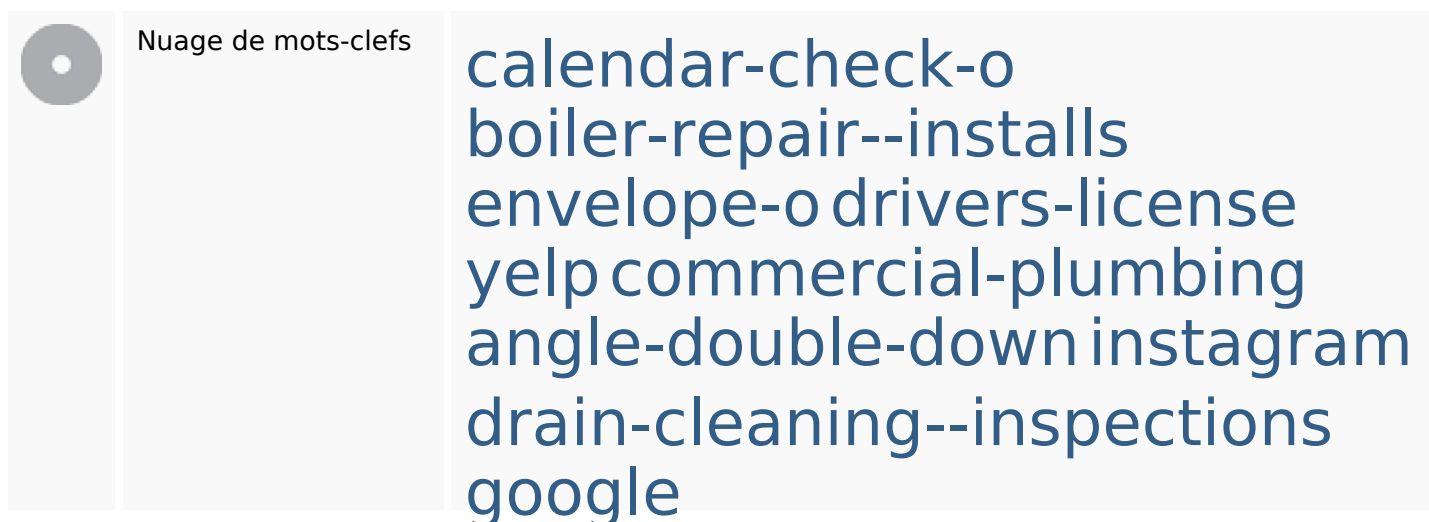 Nuage de mots-clefs
calendar-check-o
boiler-repair--installs
envelope-o drivers-license
yelp commercial-plumbing
angle-double-down instagram
drain-cleaning--inspections
google